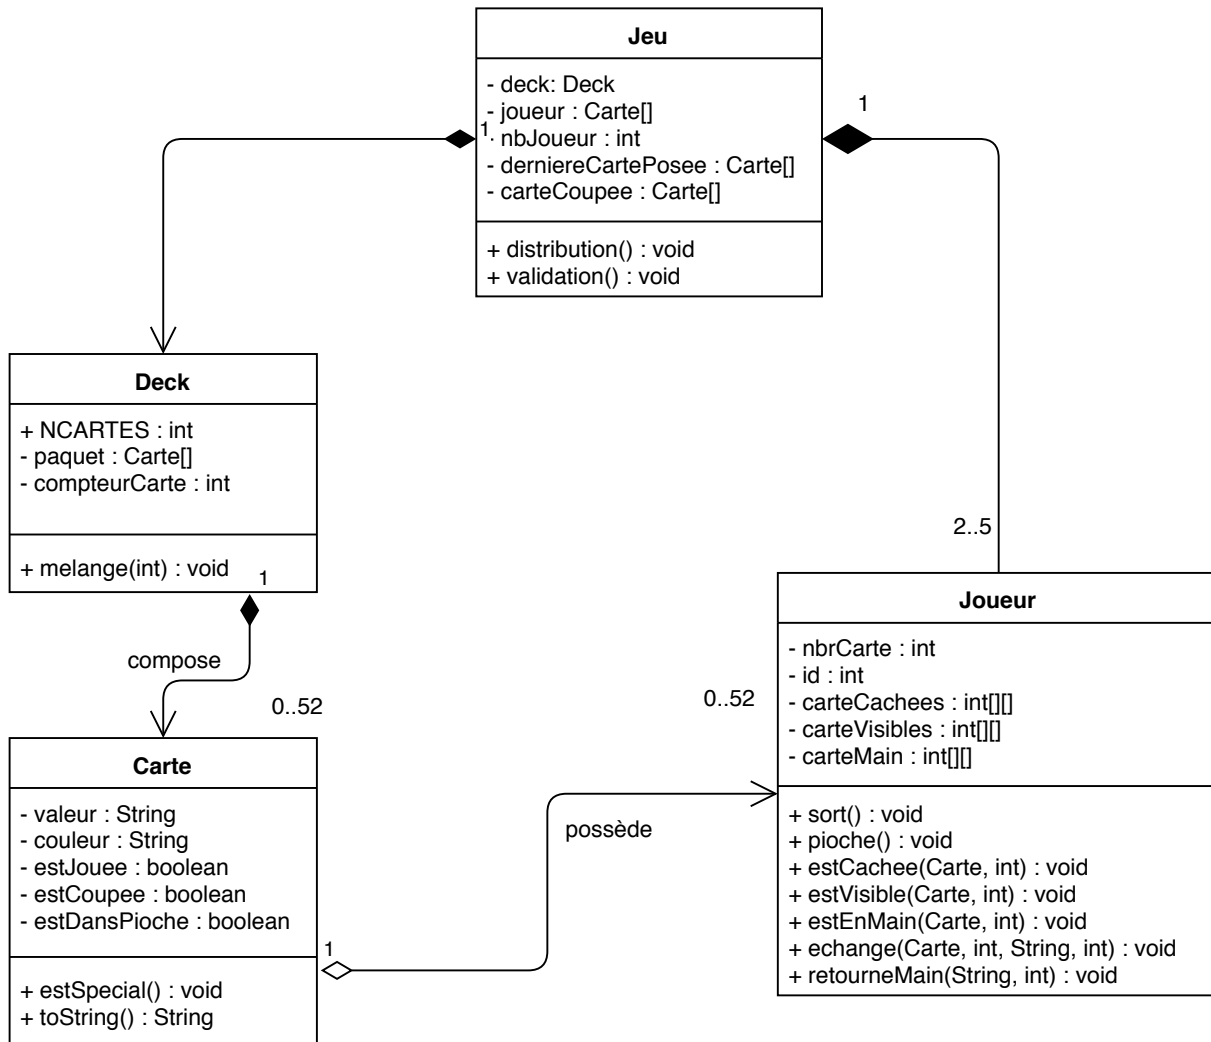 Jeu
- deck: Deck
- joueur : Carte[]
- nbJoueur : int
- derniereCartePosee : Carte[]
- carteCoupee : Carte[]
+ distribution() : void
+ validation() : void
1
1
Deck
+ NCARTES : int
- paquet : Carte[]
- compteurCarte : int
+ melange(int) : void
1
compose
0..52
2..5
Joueur
- nbrCarte : int
- id : int
- carteCachees : int[][]
- carteVisibles : int[][]
- carteMain : int[][]
+ sort() : void
+ pioche() : void
+ estCachee(Carte, int) : void
+ estVisible(Carte, int) : void
+ estEnMain(Carte, int) : void
+ echange(Carte, int, String, int) : void
+ retourneMain(String, int) : void
0..52
possède
1
Carte
- valeur : String
- couleur : String
- estJouee : boolean
- estCoupee : boolean
- estDansPioche : boolean
+ estSpecial() : void
+ toString() : String